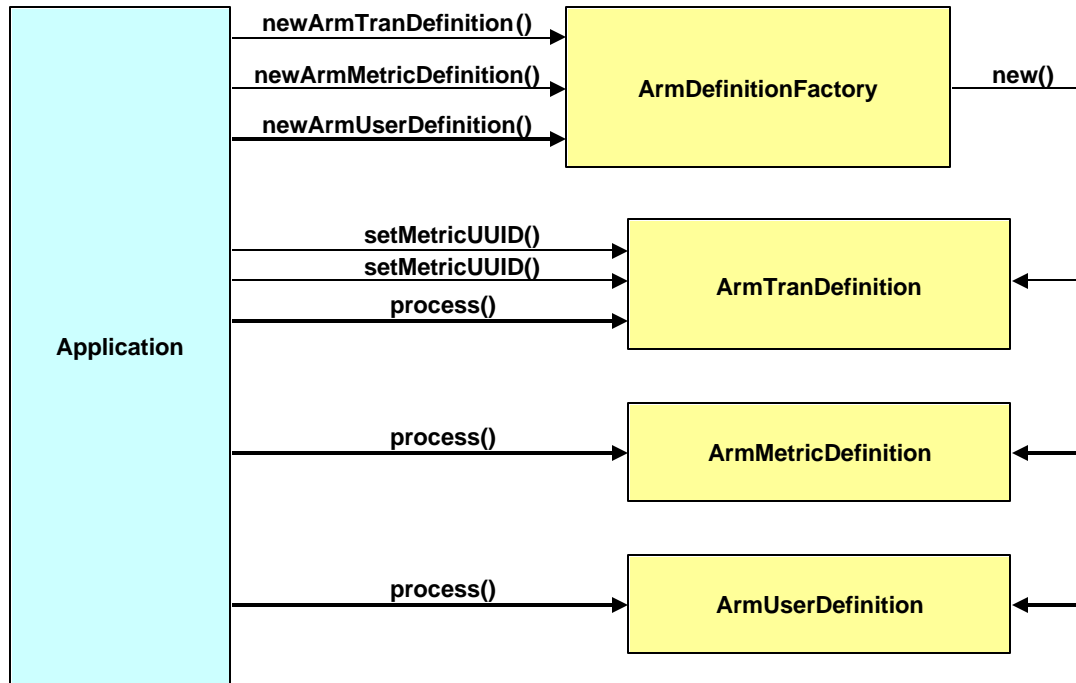 newArmTranDefinition()
newArmMetricDefinition()
newArmUserDefinition()
ArmDefinitionFactory
new()
setMetricUUID()
setMetricUUID()
process()
ArmTranDefinition
Application
process()
ArmMetricDefinition
process()
ArmUserDefinition